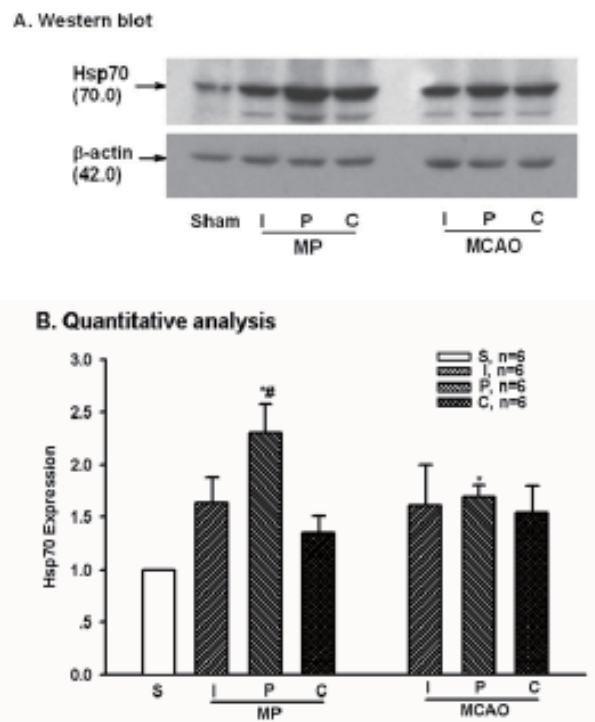 A. Western blot
Hsp70
(70.0)
β-actin
(42.0)
Sham I P C I P C
MP MCAO
B. Quantitative analysis
3.0
2.5
2.0
1.5
1.0
.5
0.0
Hsp70 Expression
*#
*
S, n=6
I, n=6
P, n=6
C, n=6
S I P C I P C
MP MCAO